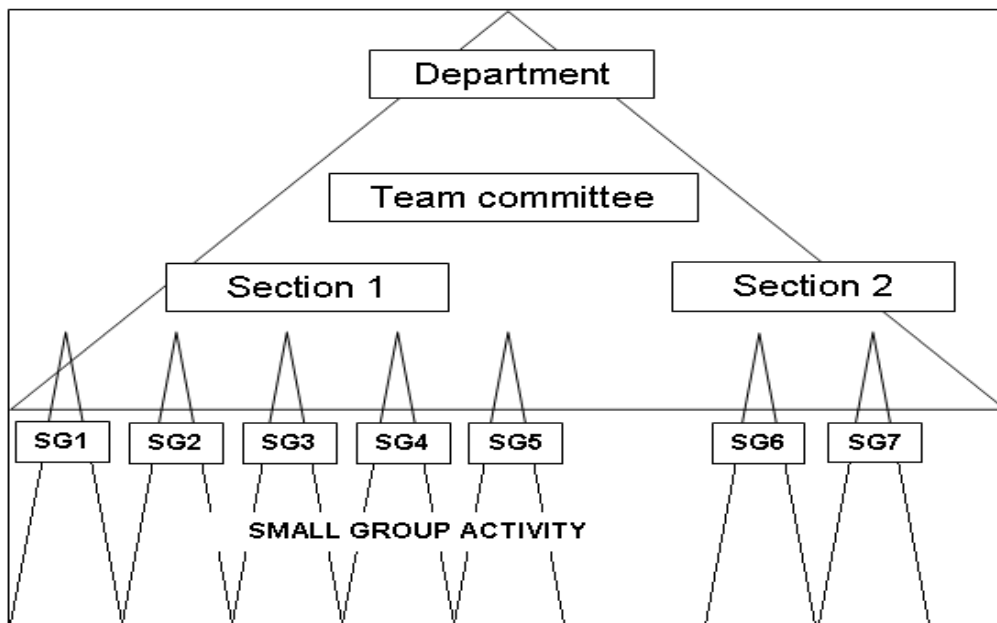 Department
Team committee
Section 1
Section 2
SG1
SG2
SG3
SG4
SG5
SG6
SG7
SMALL GROUP ACTIVITY